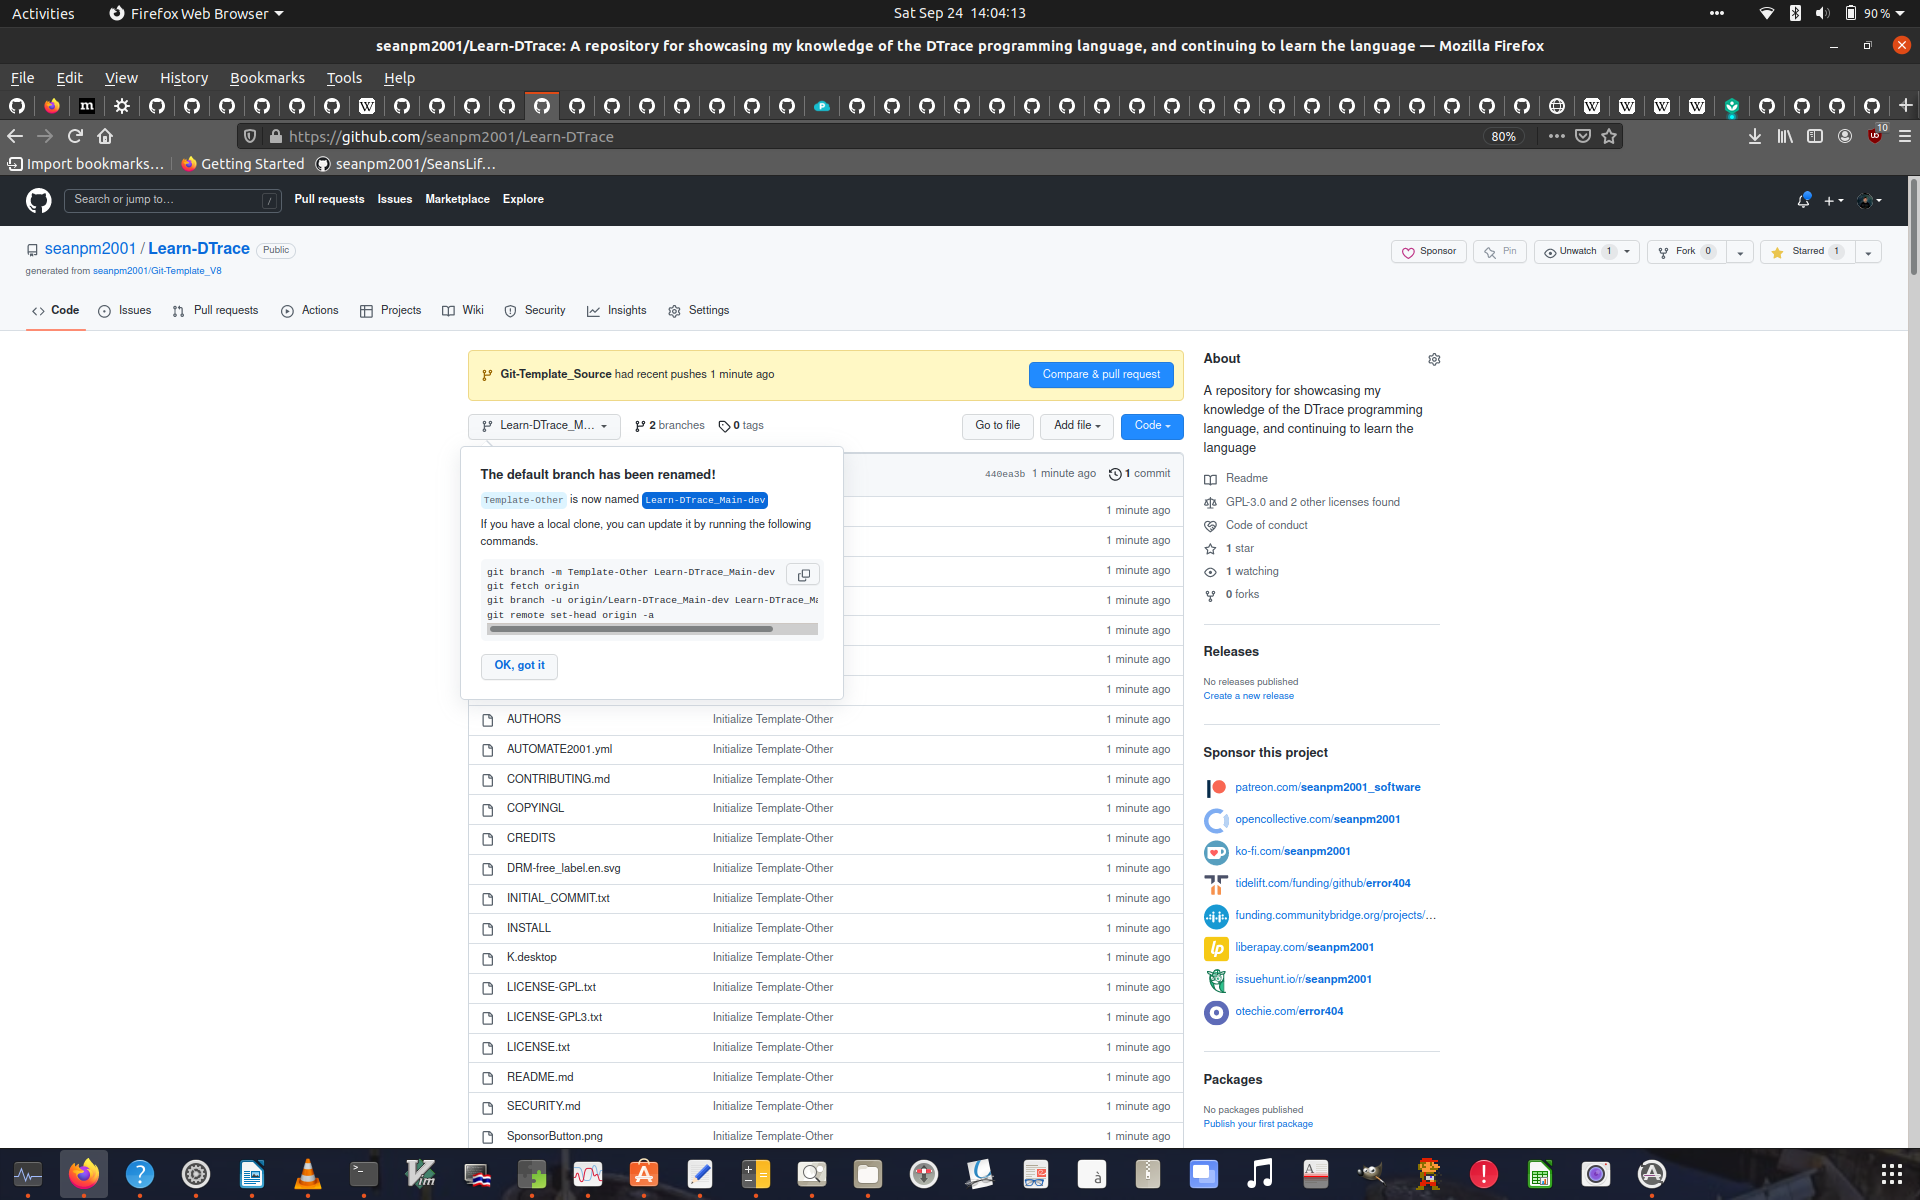 Activities Firefox Web Browser Sat Sep 24 14:04:13 90 %
seanpm2001/Learn-DTrace: A repository for showcasing my knowledge of the DTrace programming language, and continuing to learn the language — Mozilla Firefox
File Edit View History Bookmarks Tools Help
https://github.com/seanpm2001/Learn-DTrace 80% 10
Import bookmarks… Getting Started seanpm2001/SeansLif…
Search or jump to… / Pull requests Issues Marketplace Explore
seanpm2001 / Learn-DTrace Public Sponsor Pin Unwatch 1 Fork 0 Starred 1
generated from seanpm2001/Git-Template_V8
Code Issues Pull requests Actions Projects Wiki Security Insights Settings
Git-Template_Source had recent pushes 1 minute ago Compare & pull request
Learn-DTrace_M... 2 branches 0 tags Go to file Add file Code
The default branch has been renamed!
Template-Other is now named Learn-DTrace_Main-dev
If you have a local clone, you can update it by running the following
commands.
git branch -m Template-Other Learn-DTrace_Main-dev
git fetch origin
git branch -u origin/Learn-DTrace_Main-dev Learn-DTrace_Ma
git remote set-head origin -a
OK, got it
440ea3b 1 minute ago 1 commit
1 minute ago
1 minute ago
1 minute ago
1 minute ago
1 minute ago
1 minute ago
1 minute ago
AUTHORS Initialize Template-Other 1 minute ago
AUTOMATE2001.yml Initialize Template-Other 1 minute ago
CONTRIBUTING.md Initialize Template-Other 1 minute ago
COPYINGL Initialize Template-Other 1 minute ago
CREDITS Initialize Template-Other 1 minute ago
DRM-free_label.en.svg Initialize Template-Other 1 minute ago
INITIAL_COMMIT.txt Initialize Template-Other 1 minute ago
INSTALL Initialize Template-Other 1 minute ago
K.desktop Initialize Template-Other 1 minute ago
LICENSE-GPL.txt Initialize Template-Other 1 minute ago
LICENSE-GPL3.txt Initialize Template-Other 1 minute ago
LICENSE.txt Initialize Template-Other 1 minute ago
README.md Initialize Template-Other 1 minute ago
SECURITY.md Initialize Template-Other 1 minute ago
SponsorButton.png Initialize Template-Other 1 minute ago
About
A repository for showcasing my
knowledge of the DTrace programming
language, and continuing to learn the
language
Readme
GPL-3.0 and 2 other licenses found
Code of conduct
1 star
1 watching
0 forks
Releases
No releases published
Create a new release
Sponsor this project
patreon.com/seanpm2001_software
opencollective.com/seanpm2001
ko-fi.com/seanpm2001
tidelift.com/funding/github/error404
funding.communitybridge.org/projects/…
liberapay.com/seanpm2001
issuehunt.io/r/seanpm2001
otechie.com/error404
Packages
No packages published
Publish your first package